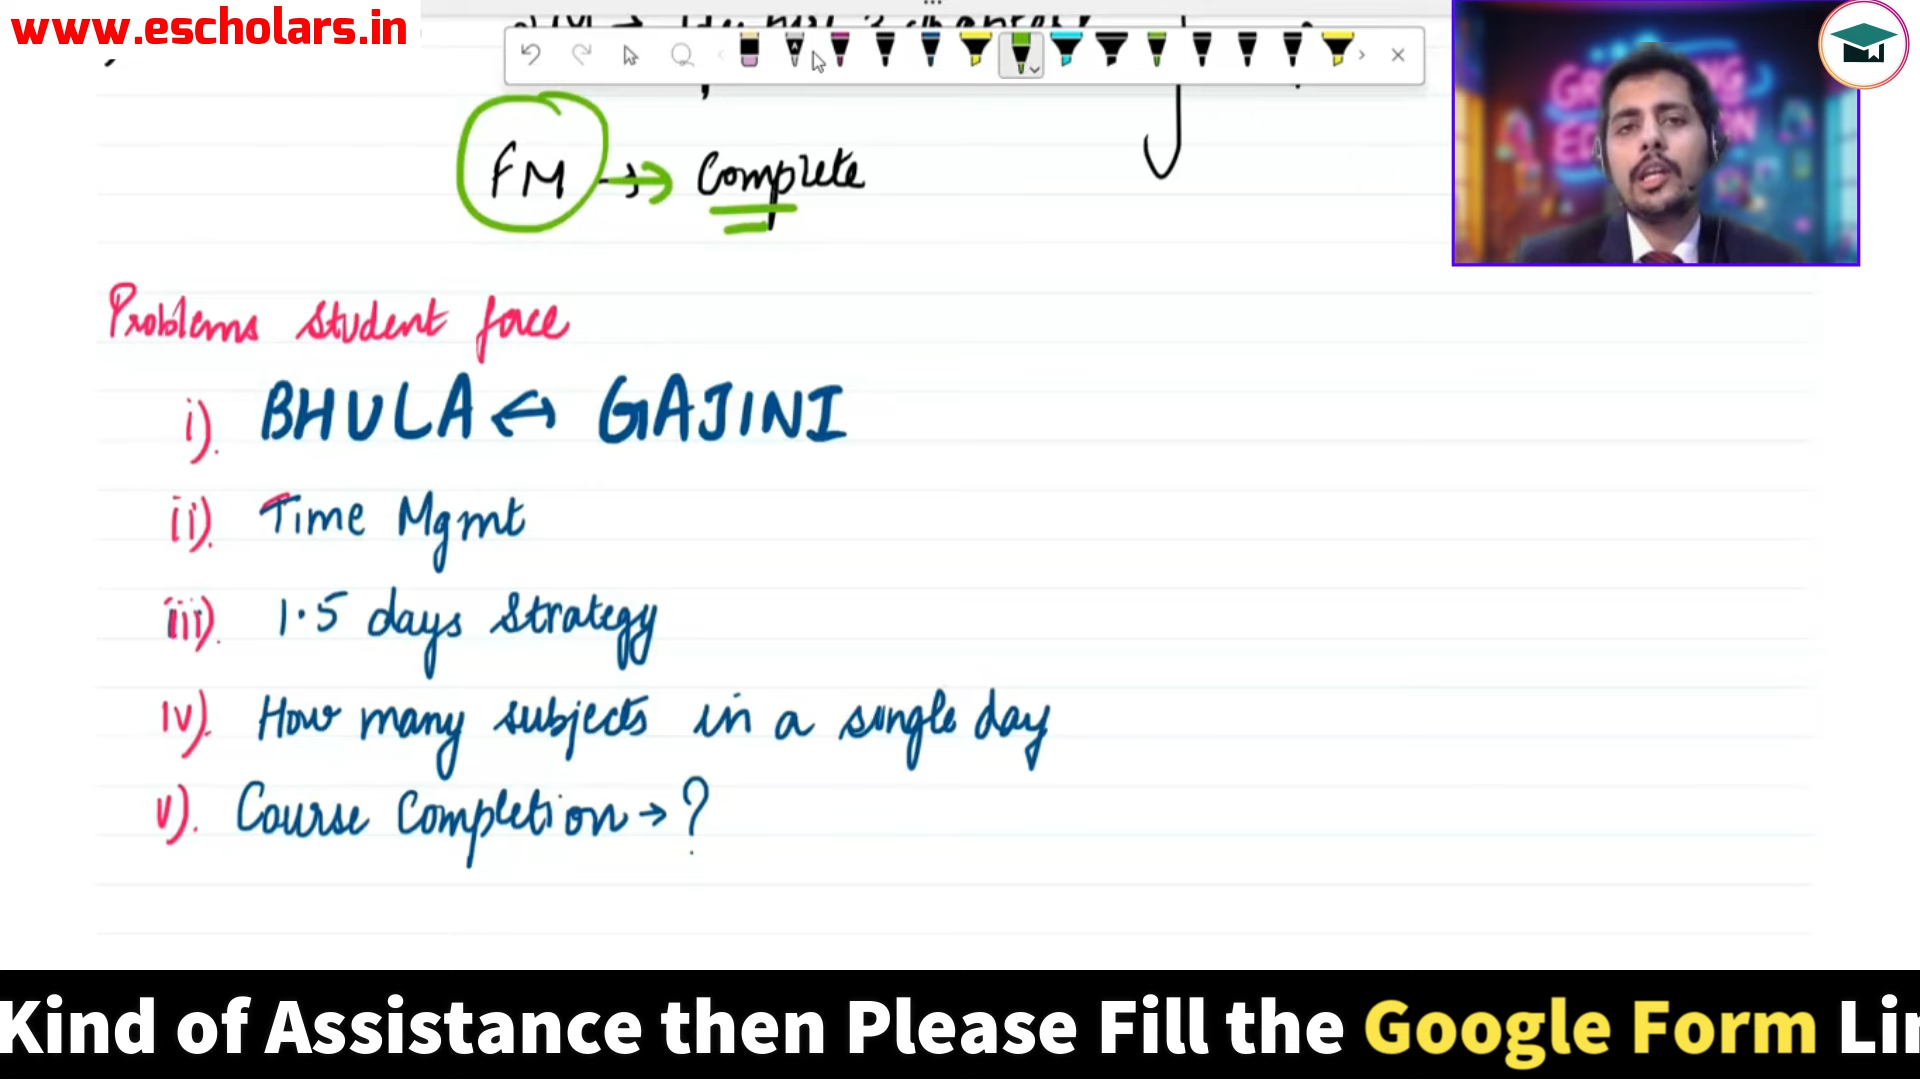 www.escholars.in
FM → Complete
Problems student face
i). BHULA ↔ GAJINI
ii). Time Mgmt
iii). 1.5 days Strategy
iv). How many subjects in a single day
v). Course Completion → ?
Kind of Assistance then Please Fill the Google Form Lin